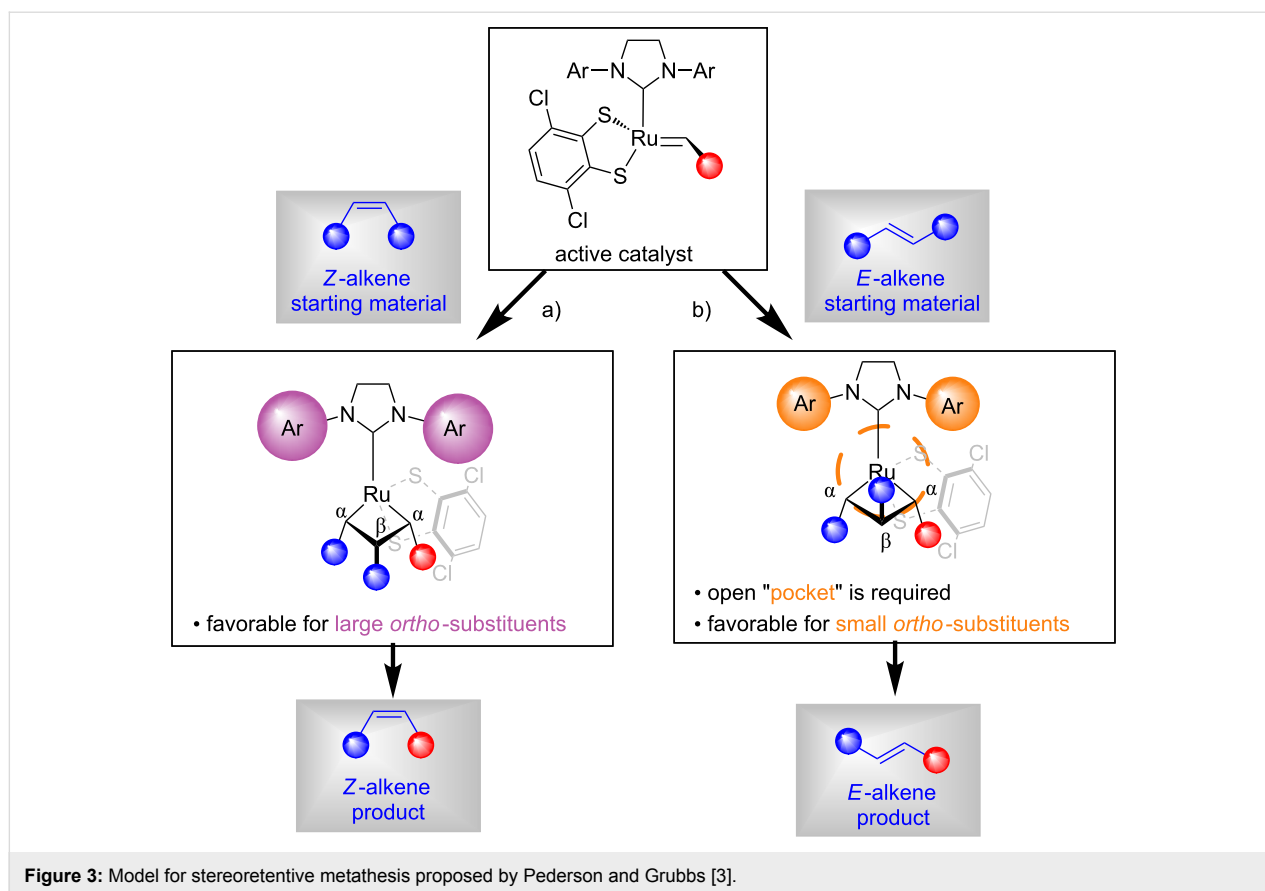 Ar N N Ar
Cl
S
Ru
S
Cl
active catalyst
Z-alkene
starting material
E-alkene
starting material
a)
b)
Ar N N Ar
Cl
S
Ru
α β α
S
Cl
• favorable for large ortho-substituents
Ar N N Ar
Cl
S
Ru
α α
S
β
Cl
• open "pocket" is required
• favorable for small ortho-substituents
Z-alkene
product
E-alkene
product
Figure 3: Model for stereoretentive metathesis proposed by Pederson and Grubbs [3].